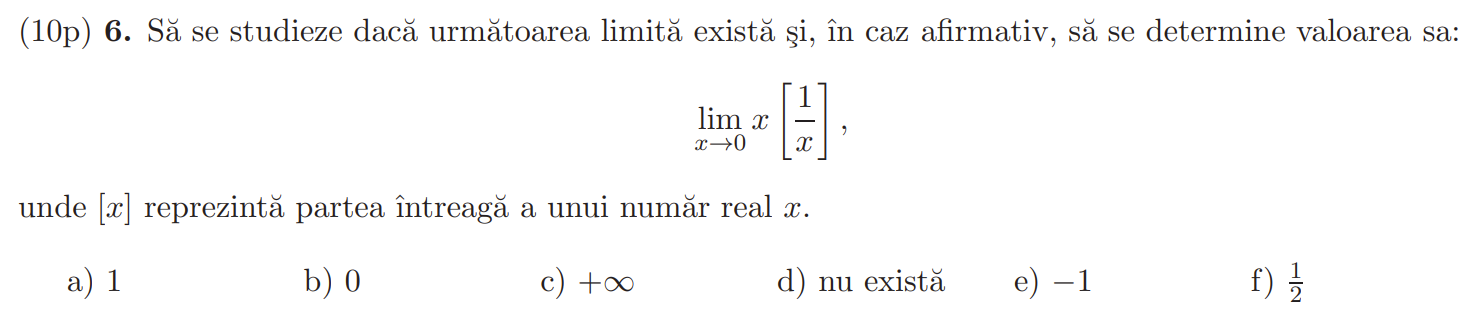 (10p) 6. Să se studieze dacă următoarea limită există şi, în caz afirmativ, să se determine valoarea sa:
lim_{x→0} x [1/x],
unde [x] reprezintă partea întreagă a unui număr real x.
a) 1 b) 0 c) +∞ d) nu există e) −1 f) 1/2